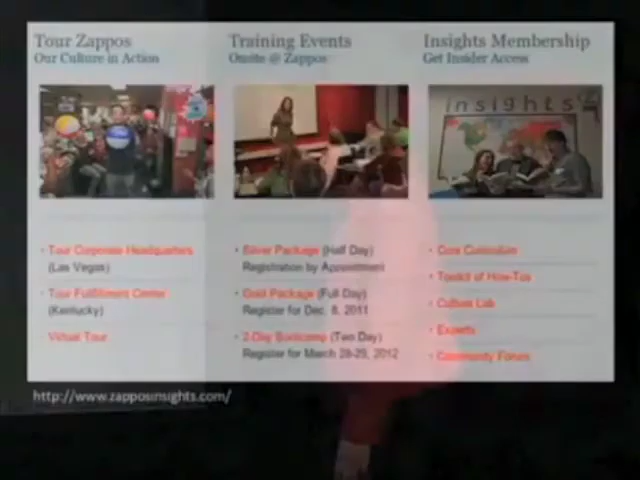 Tour Zappos
Our Culture in Action
Training Events
Onsite @ Zappos
Insights Membership
Get Insider Access
insights
Tour Corporate Headquarters
(Las Vegas)
Tour Fulfillment Center
(Kentucky)
Virtual Tour
Silver Package (Half Day)
Registration by Appointment
Gold Package (Full Day)
Register for Dec. 8, 2011
2-Day Bootcamp (Two Day)
Register for March 28-29, 2012
Core Curriculum
Toolkit of How-Tos
Culture Lab
Experts
Community Forum
http://www.zapposinsights.com/